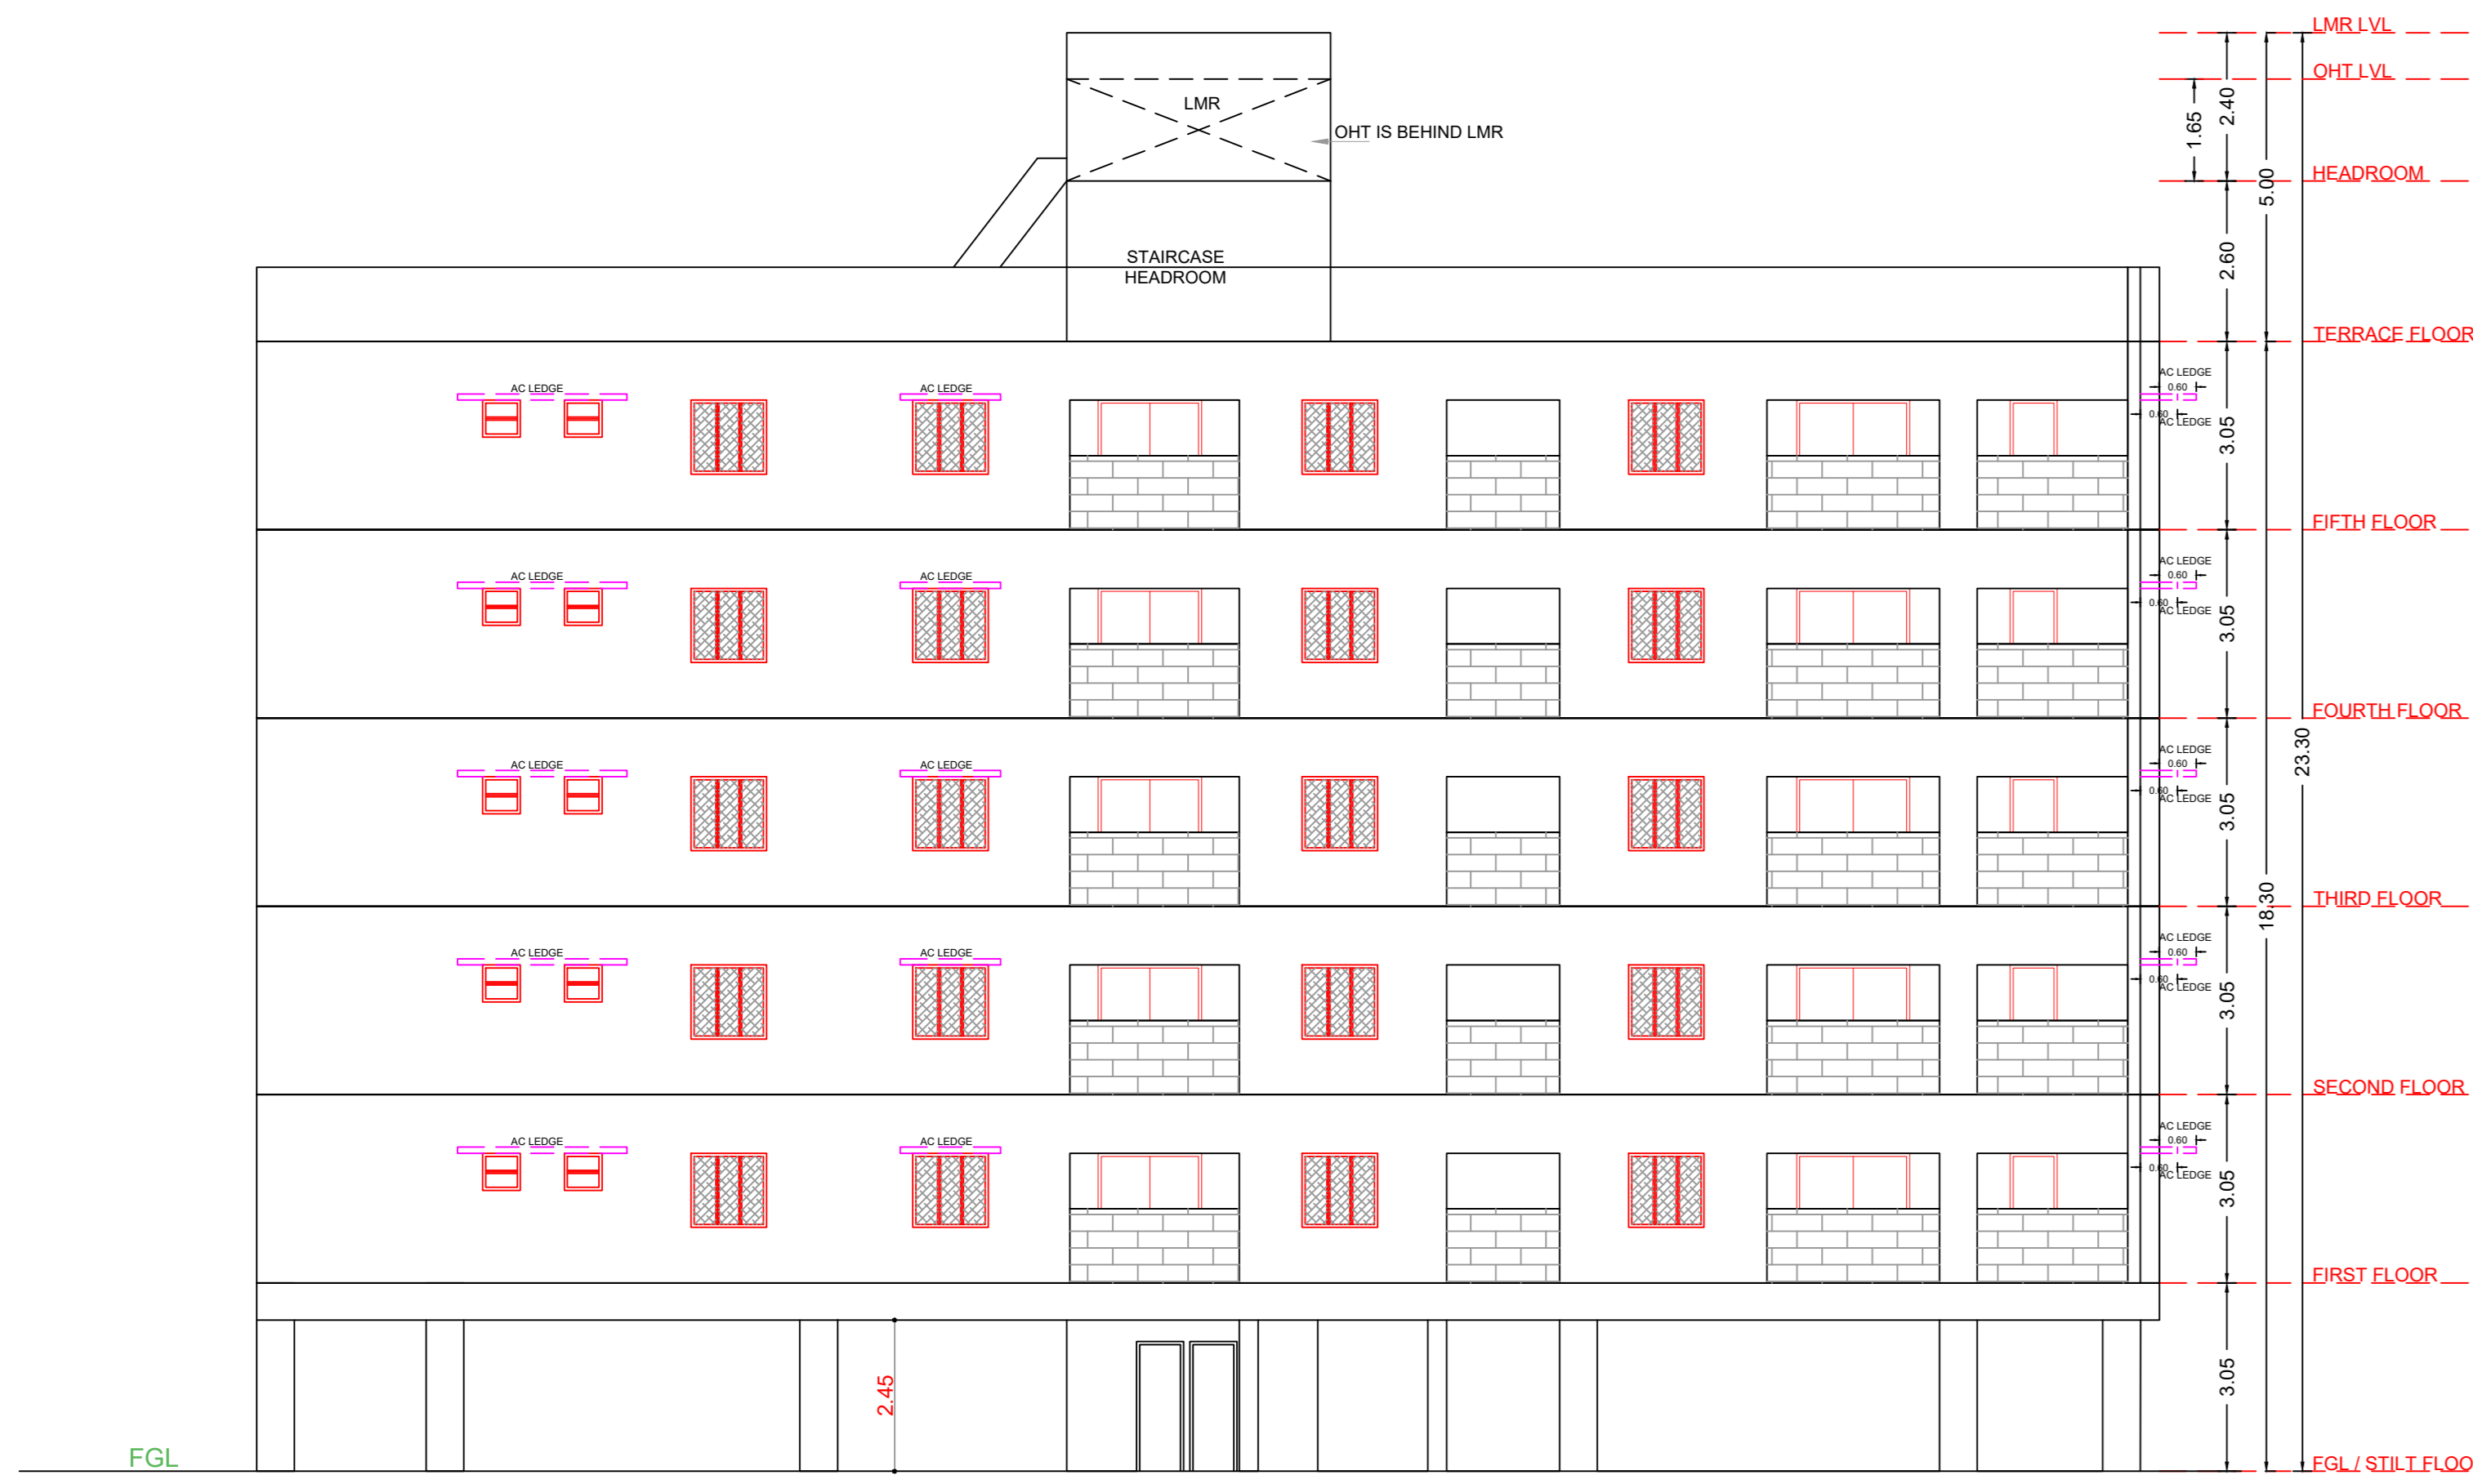 LMR LVL
OHT LVL
LMR
1.65
2.40
OHT IS BEHIND LMR
HEADROOM
5.00
STAIRCASE
HEADROOM
2.60
TERRACE FLOOR
AC LEDGE
AC LEDGE
AC LEDGE
0.60
0.60
AC LEDGE
3.05
FIFTH FLOOR
AC LEDGE
AC LEDGE
AC LEDGE
0.60
0.60
AC LEDGE
3.05
FOURTH FLOOR
23.30
AC LEDGE
AC LEDGE
AC LEDGE
0.60
0.60
AC LEDGE
3.05
THIRD FLOOR
18.30
AC LEDGE
AC LEDGE
AC LEDGE
0.60
0.60
AC LEDGE
3.05
SECOND FLOOR
AC LEDGE
AC LEDGE
AC LEDGE
0.60
0.60
AC LEDGE
3.05
FIRST FLOOR
2.45
3.05
FGL
FGL / STILT FLOO